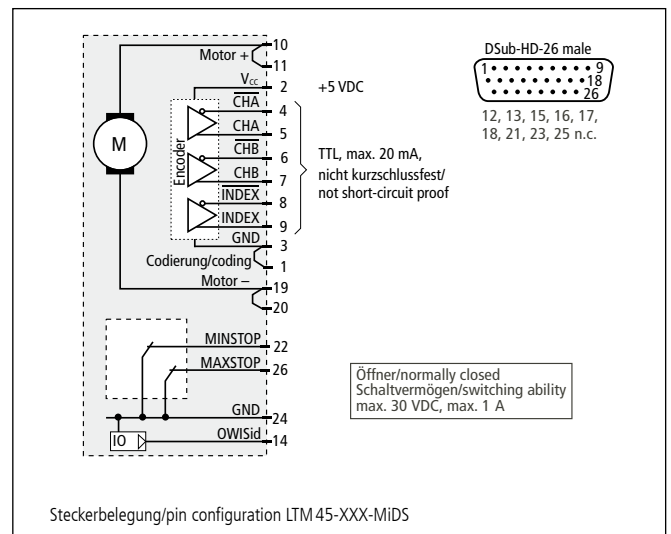 10
Motor +
11
VCC 2 +5 VDC
CHA 4
CHA 5
CHB 6
CHB 7
INDEX 8
INDEX 9
GND 3
Codierung/coding 1
Motor – 19
20
M
Encoder
TTL, max. 20 mA,
nicht kurzschlussfest/
not short-circuit proof
DSub-HD-26 male
1 9
18
26
12, 13, 15, 16, 17,
18, 21, 23, 25 n.c.
MINSTOP 22
MAXSTOP 26
GND 24
IO OWISid 14
Öffner/normally closed
Schaltvermögen/switching ability
max. 30 VDC, max. 1 A
Steckerbelegung/pin configuration LTM 45-XXX-MiDS